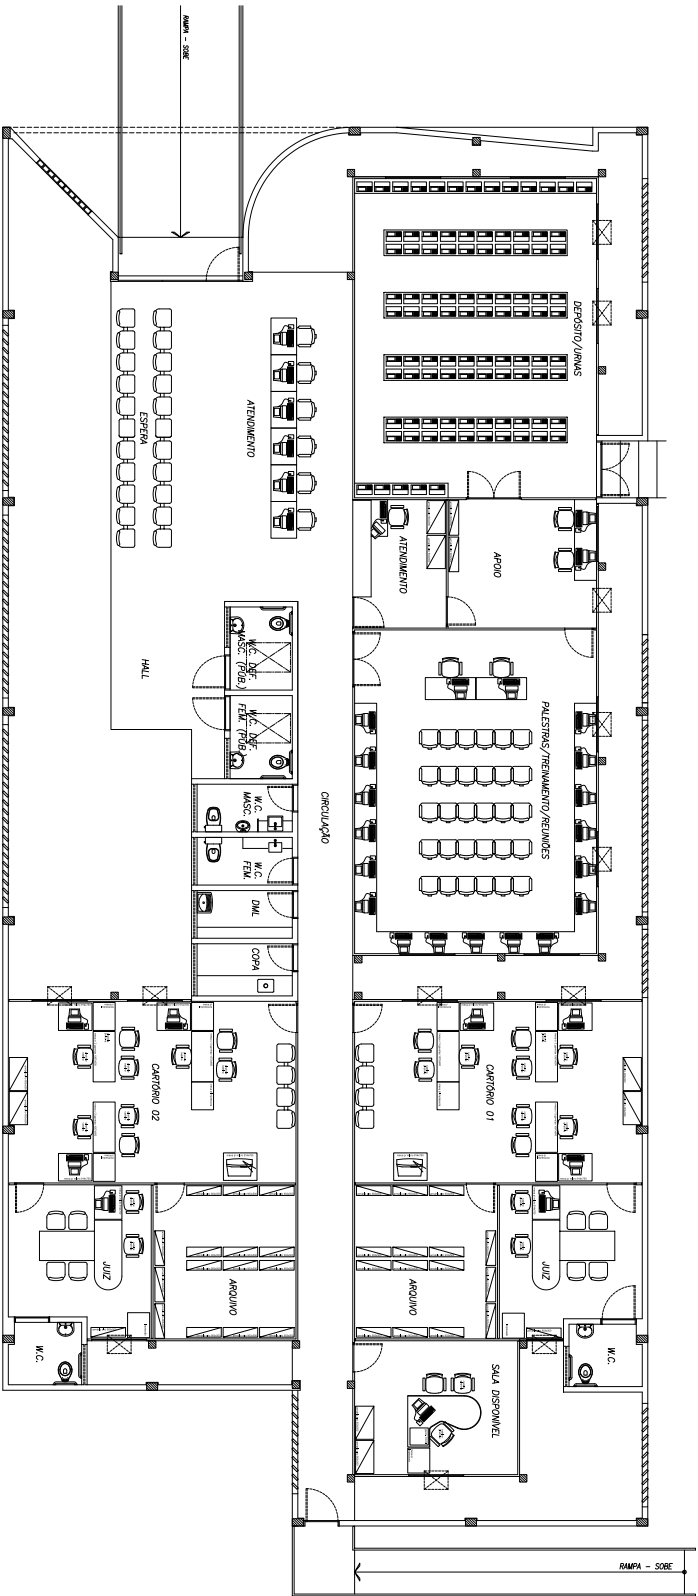 RAMPA - SOBE
DEPÓSITO/URNAS
ATENDIMENTO
ESPERA
ATENDIMENTO
APOIO
HALL
W.C. DEF.
MASC. (PÚB.)
W.C. DEF.
FEM. (PÚB.)
PALESTRAS/TREINAMENTO/REUNIÕES
CIRCULAÇÃO
W.C.
MASC.
W.C.
FEM.
DML
COPA
CARTÓRIO 02
CARTÓRIO 01
JUIZ
ARQUIVO
ARQUIVO
JUIZ
W.C.
W.C.
SALA DISPONÍVEL
RAMPA - SOBE